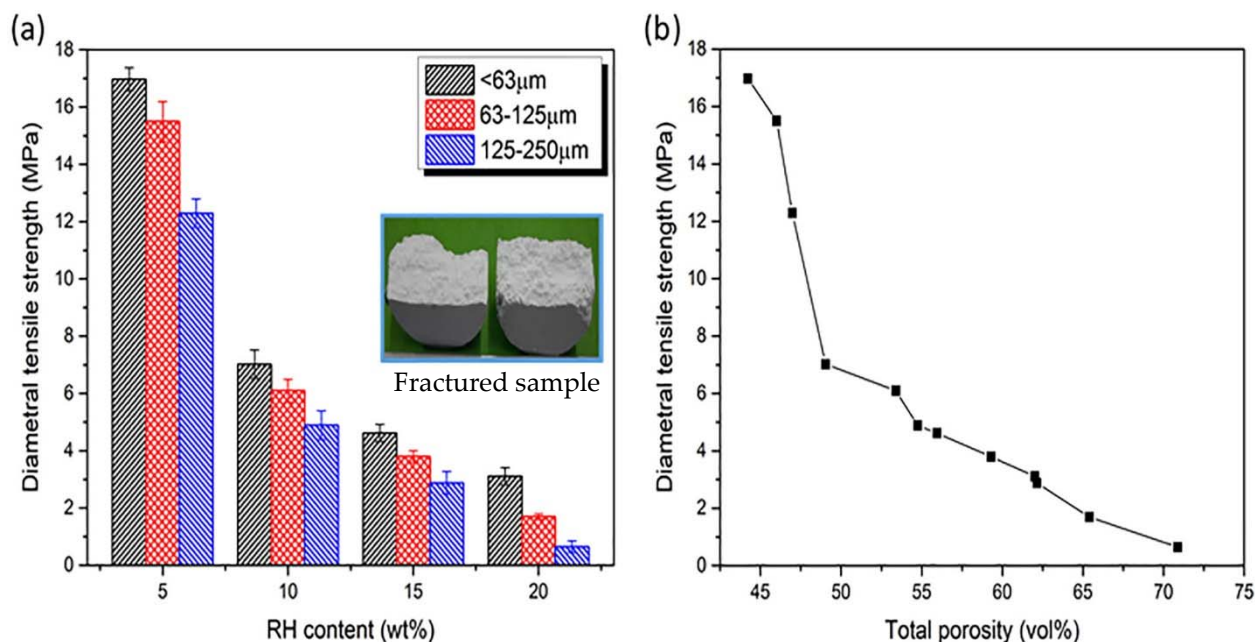 (a)
18
16
14
12
10
8
6
4
2
0
Diametral tensile strength (MPa)
<63μm
63-125μm
125-250μm
Fractured sample
5 10 15 20
RH content (wt%)
(b)
18
16
14
12
10
8
6
4
2
0
Diametral tensile strength (MPa)
45 50 55 60 65 70 75
Total porosity (vol%)